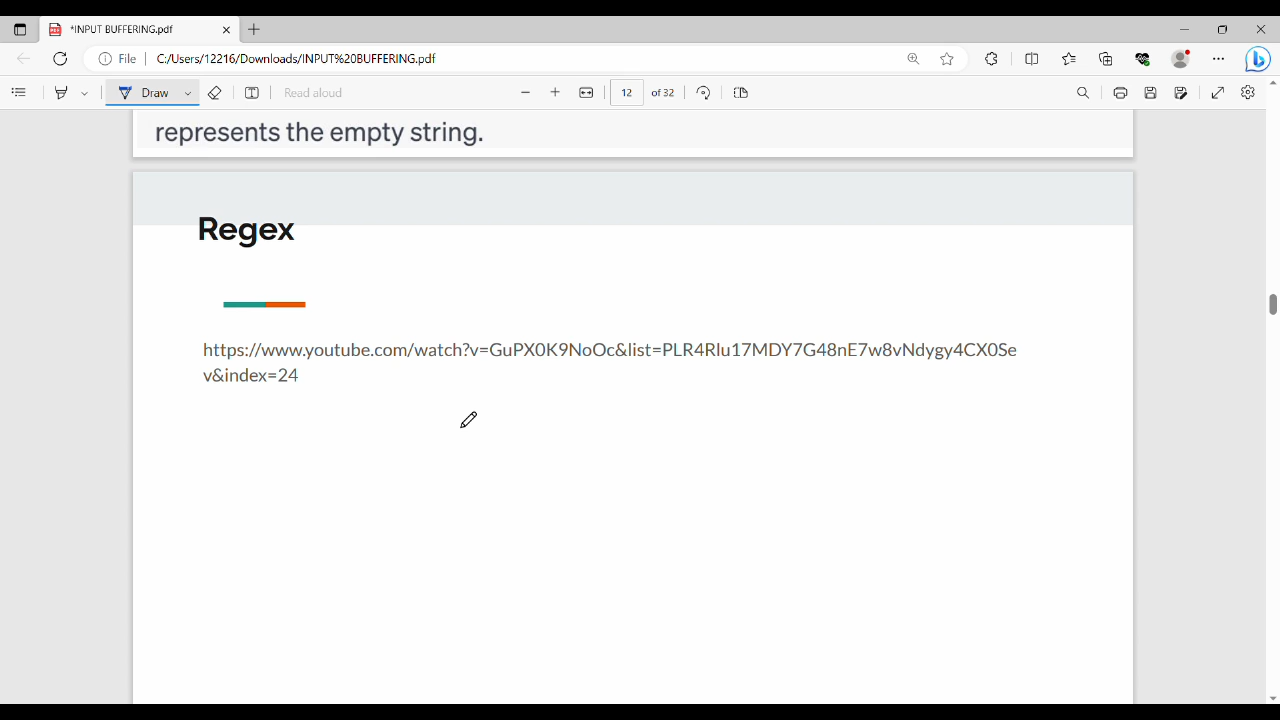 *INPUT BUFFERING.pdf
File
C:/Users/12216/Downloads/INPUT%20BUFFERING.pdf
Draw
Read aloud
12
of 32
represents the empty string.
Regex
https://www.youtube.com/watch?v=GuPX0K9NoOc&list=PLR4Rlu17MDY7G48nE7w8vNdygy4CX0Se
v&index=24